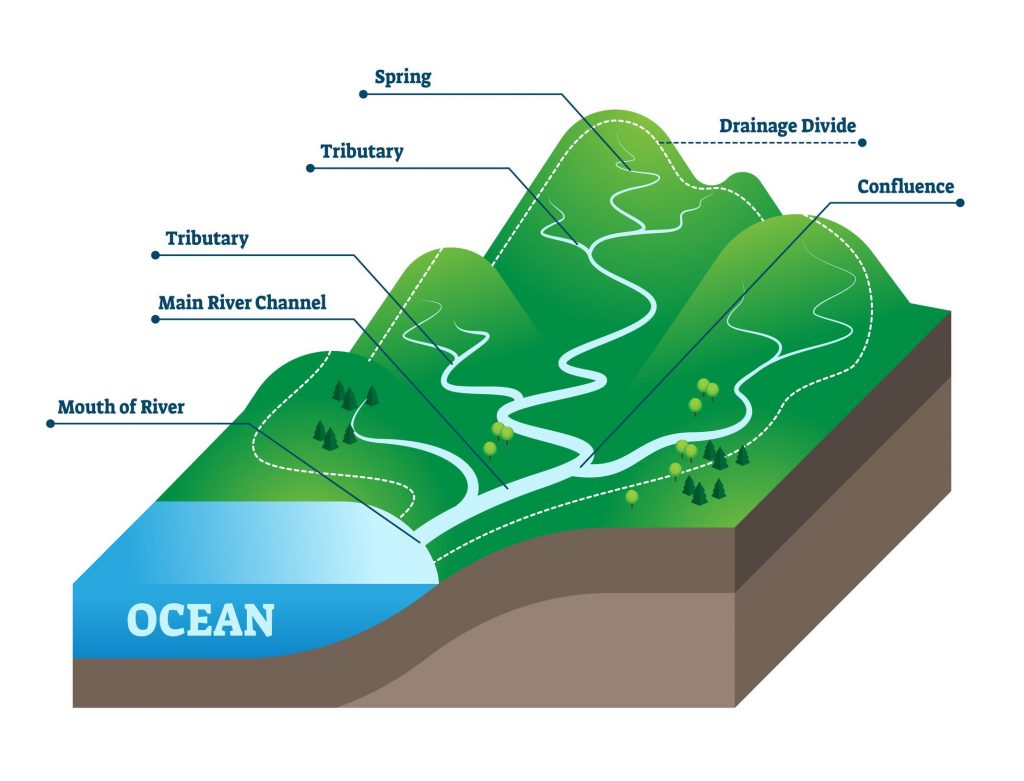 Spring
Drainage Divide
Tributary
Confluence
Tributary
Main River Channel
Mouth of River
OCEAN